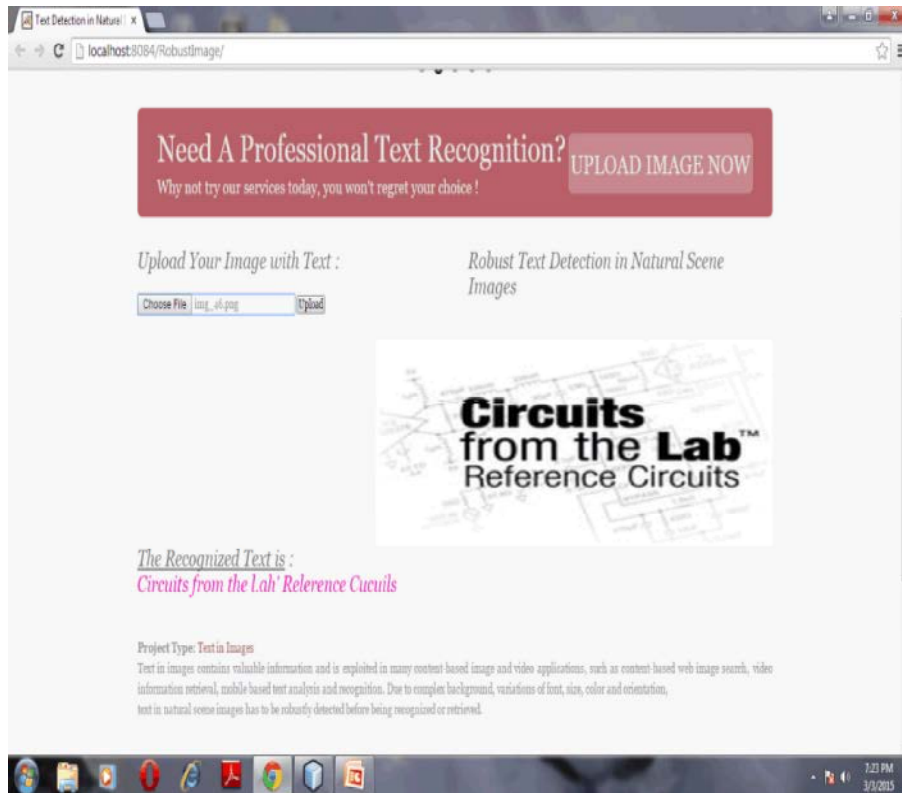 Text Detection in Naturel
localhost:8084/RobustImage/
Need A Professional Text Recognition?
Why not try our services today, you won't regret your choice !
UPLOAD IMAGE NOW
Upload Your Image with Text :
Choose File img_46.png Upload
Robust Text Detection in Natural Scene
Images
Circuits
from the Lab™
Reference Circuits
The Recognized Text is :
Circuits from the l.ah' Relerence Cucuils
Project Type: Text in Images
Text in images contains valuable information and is exploited in many content-based image and video applications, such as content-based web image search, video
information retrieval, mobile based text analysis and recognition. Due to complex background, variations of font, size, color and orientation,
text in natural scene images has to be robustly detected before being recognized or retrieved.
7:23 PM
3/3/2015